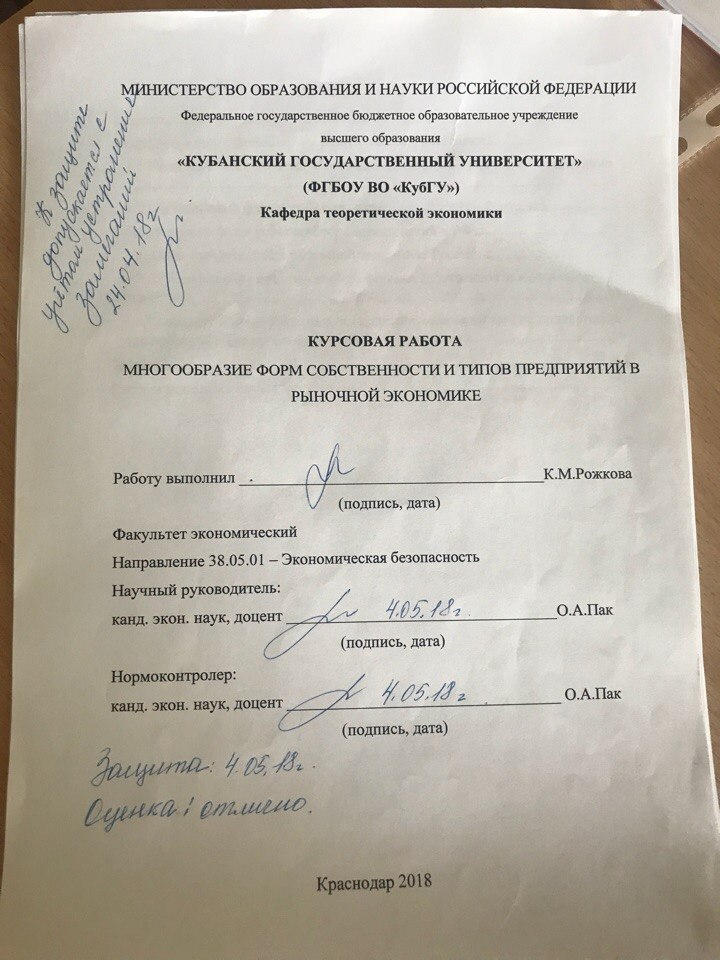 К защите
допускается с
учётом устранения
замечаний
24.04.18г
МИНИСТЕРСТВО ОБРАЗОВАНИЯ И НАУКИ РОССИЙСКОЙ ФЕДЕРАЦИИ
Федеральное государственное бюджетное образовательное учреждение
высшего образования
«КУБАНСКИЙ ГОСУДАРСТВЕННЫЙ УНИВЕРСИТЕТ»
(ФГБОУ ВО «КубГУ»)
Кафедра теоретической экономики
КУРСОВАЯ РАБОТА
МНОГООБРАЗИЕ ФОРМ СОБСТВЕННОСТИ И ТИПОВ ПРЕДПРИЯТИЙ В
РЫНОЧНОЙ ЭКОНОМИКЕ
Работу выполнил К.М.Рожкова
(подпись, дата)
Факультет экономический
Направление 38.05.01 – Экономическая безопасность
Научный руководитель:
канд. экон. наук, доцент 4.05.18г. О.А.Пак
(подпись, дата)
Нормоконтролер:
канд. экон. наук, доцент 4.05.18г О.А.Пак
(подпись, дата)
Защита: 4.05.18г.
Оценка: отлично.
Краснодар 2018